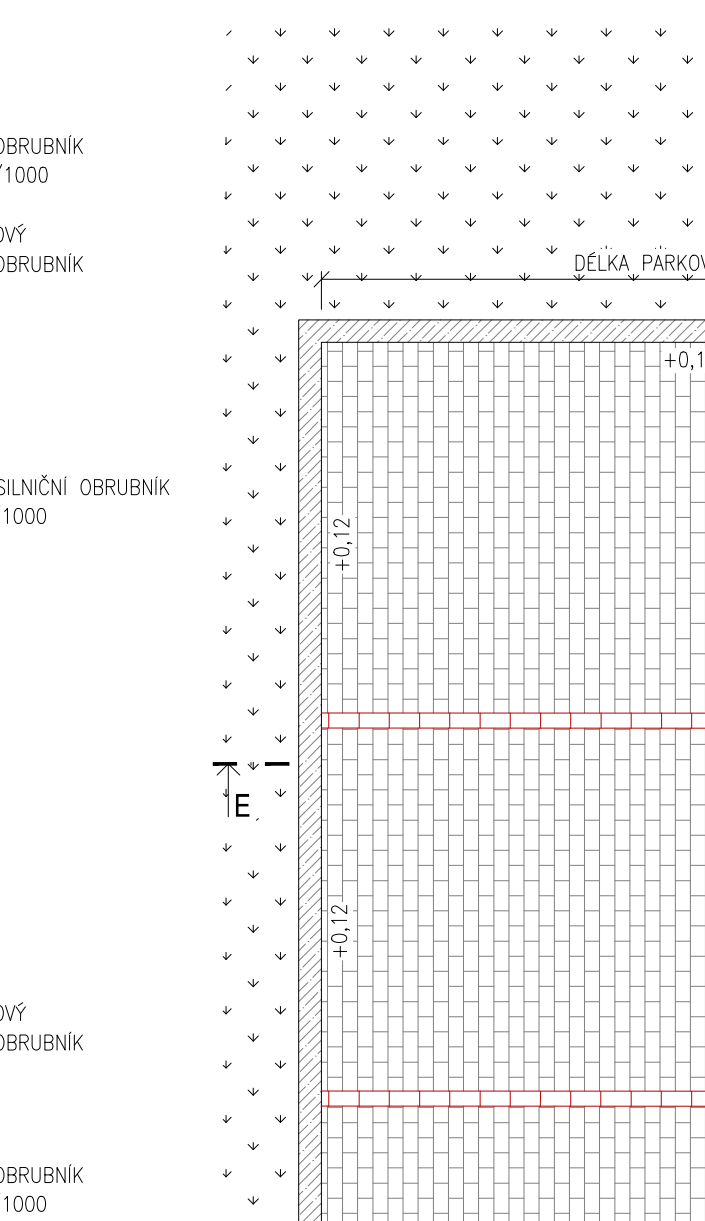 OBRUBNÍK
/1000
OVÝ
OBRUBNÍK
DÉLKA PARKOV
+0,1
SILNIČNÍ OBRUBNÍK
/1000
+0,12
E
+0,12
OVÝ
OBRUBNÍK
OBRUBNÍK
/1000